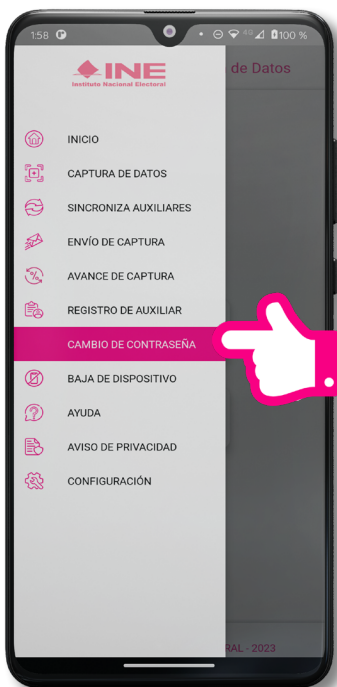 1:58
4G
100 %
INE
Instituto Nacional Electoral
de Datos
INICIO
CAPTURA DE DATOS
SINCRONIZA AUXILIARES
ENVÍO DE CAPTURA
AVANCE DE CAPTURA
REGISTRO DE AUXILIAR
CAMBIO DE CONTRASEÑA
BAJA DE DISPOSITIVO
AYUDA
AVISO DE PRIVACIDAD
CONFIGURACIÓN
RAL - 2023